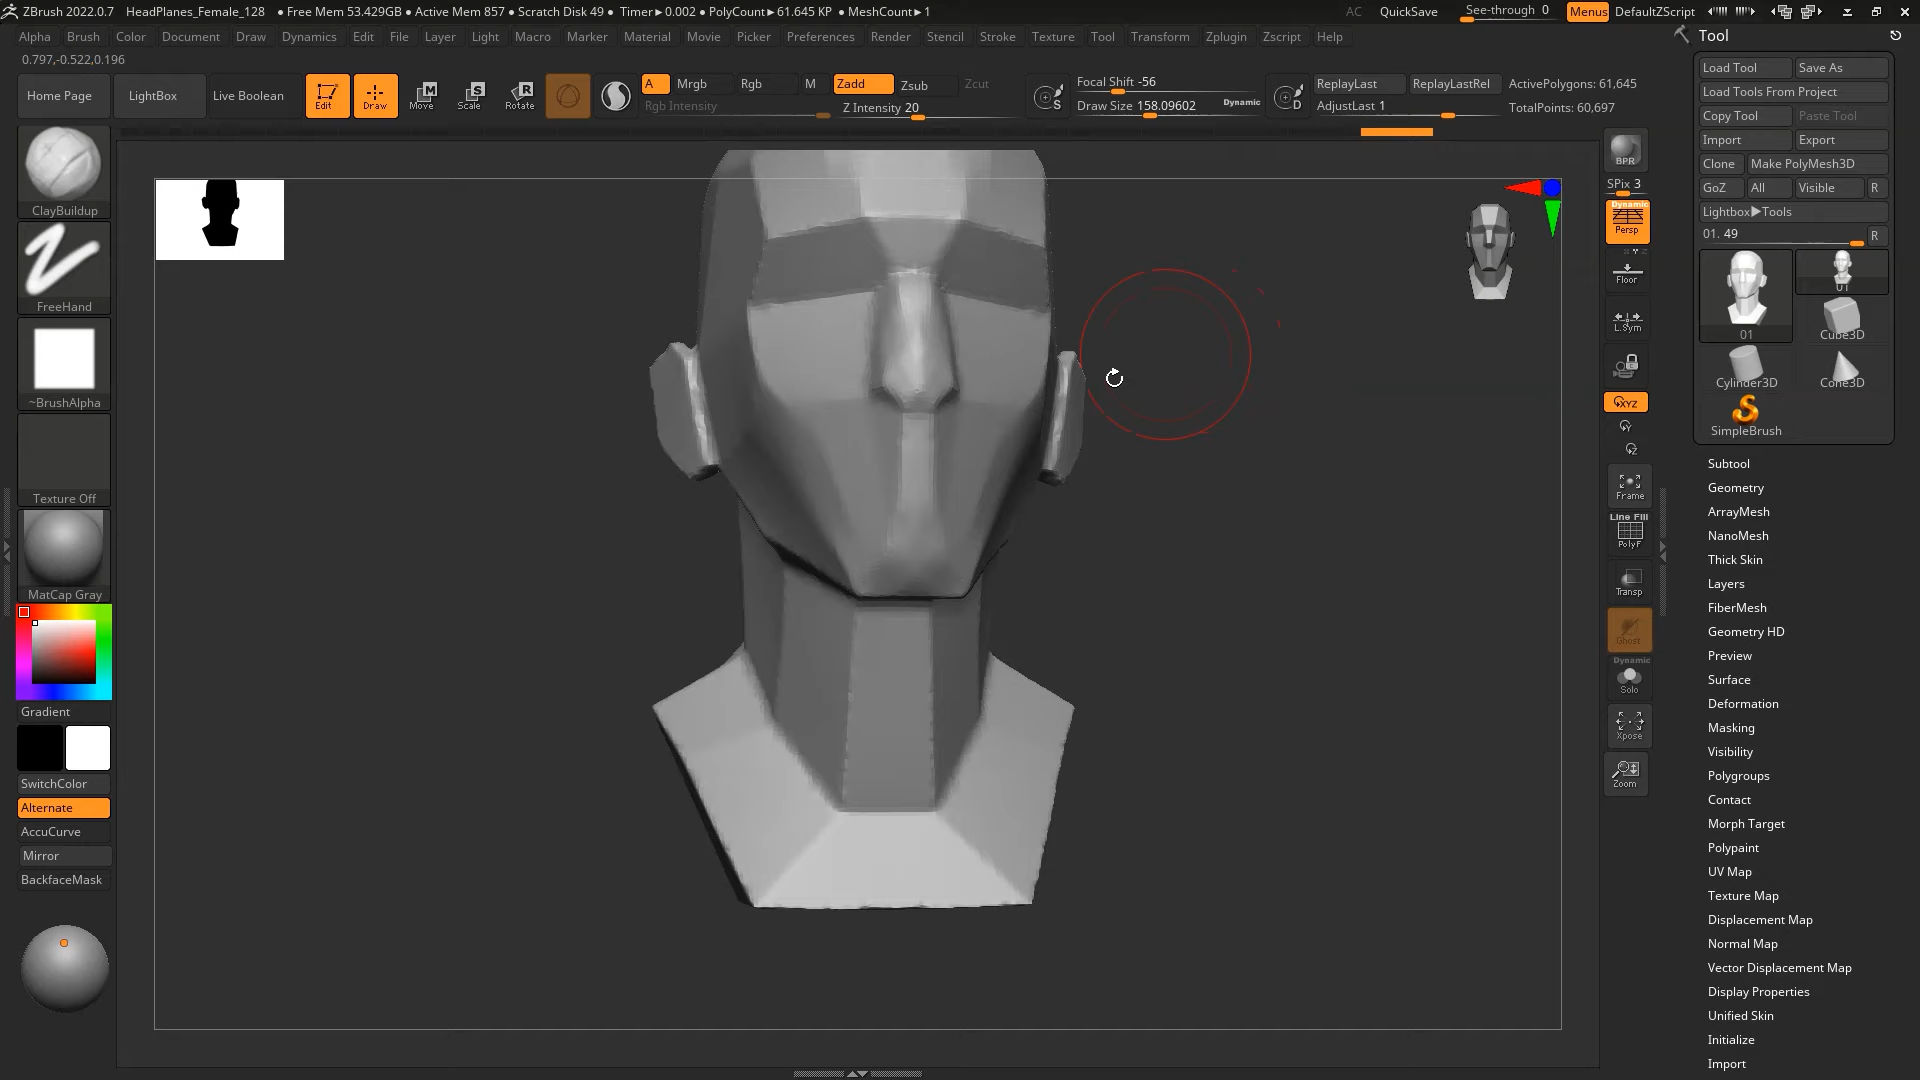 ZBrush 2022.0.7 HeadPlanes_Female_128 • Free Mem 53.429GB • Active Mem 857 • Scratch Disk 49 • Timer►0.002 • PolyCount►61.645 KP • MeshCount►1 AC QuickSave See-through 0 Menus DefaultZScript
Alpha Brush Color Document Draw Dynamics Edit File Layer Light Macro Marker Material Movie Picker Preferences Render Stencil Stroke Texture Tool Transform Zplugin Zscript Help
Tool
0.797,-0.522,0.196
Home Page LightBox Live Boolean Edit Draw Move Scale Rotate
M S R
A Mrgb Rgb M Zadd Zsub Zcut
Rgb Intensity Z Intensity 20
S Focal Shift -56
Draw Size 158.09602 Dynamic
D ReplayLast ReplayLastRel
AdjustLast 1
ActivePolygons: 61,645
TotalPoints: 60,697
ClayBuildup
FreeHand
~BrushAlpha
Texture Off
MatCap Gray
Gradient
SwitchColor
Alternate
AccuCurve
Mirror
BackfaceMask
BPR
SPix 3
Dynamic
Persp
Floor
L.Sym
XYZ
Y
Z
Frame
Line Fill
PolyF
Transp
Ghost
Dynamic
Solo
Xpose
Zoom
Load Tool Save As
Load Tools From Project
Copy Tool Paste Tool
Import Export
Clone Make PolyMesh3D
GoZ All Visible R
Lightbox►Tools
01. 49 R
01 01
Cube3D
Cylinder3D Cone3D
SimpleBrush
Subtool
Geometry
ArrayMesh
NanoMesh
Thick Skin
Layers
FiberMesh
Geometry HD
Preview
Surface
Deformation
Masking
Visibility
Polygroups
Contact
Morph Target
Polypaint
UV Map
Texture Map
Displacement Map
Normal Map
Vector Displacement Map
Display Properties
Unified Skin
Initialize
Import